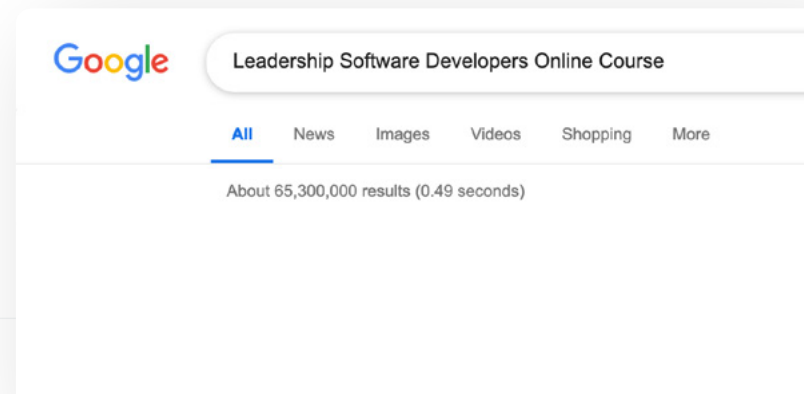 Google
Leadership Software Developers Online Course
All News Images Videos Shopping More
About 65,300,000 results (0.49 seconds)